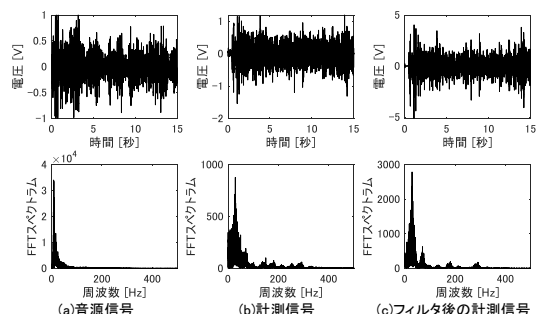 1
0.5
0
-0.5
-1
電圧 [V]
0 5 10 15
時間 [秒]
1
0
-1
-2
電圧 [V]
0 5 10 15
時間 [秒]
5
0
-5
電圧 [V]
0 5 10 15
時間 [秒]
×10⁴
4
3
2
1
0
FFTスペクトラム
0 200 400
周波数 [Hz]
1000
500
0
FFTスペクトラム
0 200 400
周波数 [Hz]
3000
2000
1000
0
FFTスペクトラム
0 200 400
周波数 [Hz]
(a)音源信号
(b)計測信号
(c)フィルタ後の計測信号